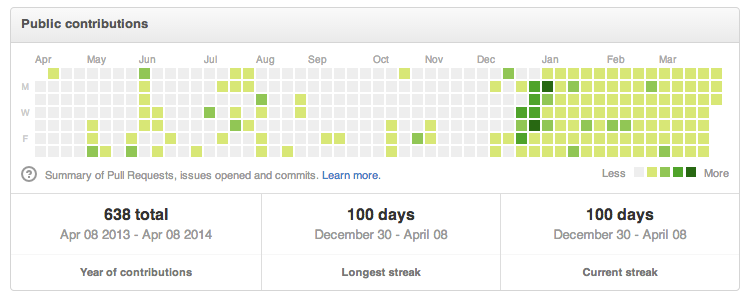 Public contributions
Apr May Jun Jul Aug Sep Oct Nov Dec Jan Feb Mar
M
W
F
Summary of Pull Requests, issues opened and commits. Learn more.
Less More
638 total
Apr 08 2013 - Apr 08 2014
Year of contributions
100 days
December 30 - April 08
Longest streak
100 days
December 30 - April 08
Current streak